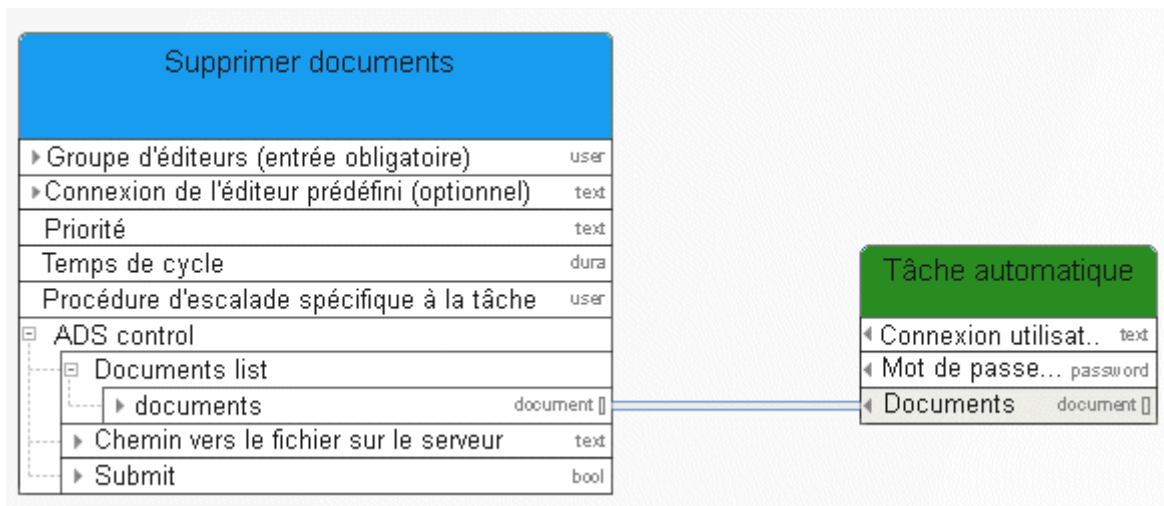 Supprimer documents
Groupe d'éditeurs (entrée obligatoire) user
Connexion de l'éditeur prédéfini (optionnel) text
Priorité text
Temps de cycle dura
Procédure d'escalade spécifique à la tâche user
ADS control
Documents list
documents document []
Chemin vers le fichier sur le serveur text
Submit bool
Tâche automatique
Connexion utilisat.. text
Mot de passe... password
Documents document []